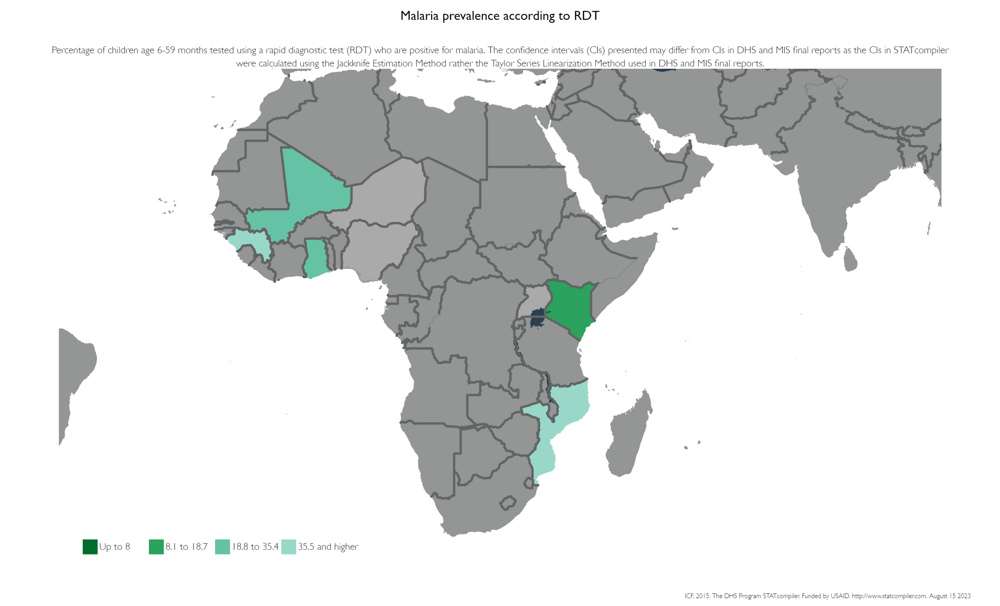 Malaria prevalence according to RDT
Percentage of children age 6-59 months tested using a rapid diagnostic test (RDT) who are positive for malaria. The confidence intervals (CIs) presented may differ from CIs in DHS and MIS final reports as the CIs in STATcompiler
were calculated using the Jackknife Estimation Method rather the Taylor Series Linearization Method used in DHS and MIS final reports.
Up to 8 8.1 to 18.7 18.8 to 35.4 35.5 and higher
ICF, 2015. The DHS Program STATcompiler. Funded by USAID. http://www.statcompiler.com. August 15 2023